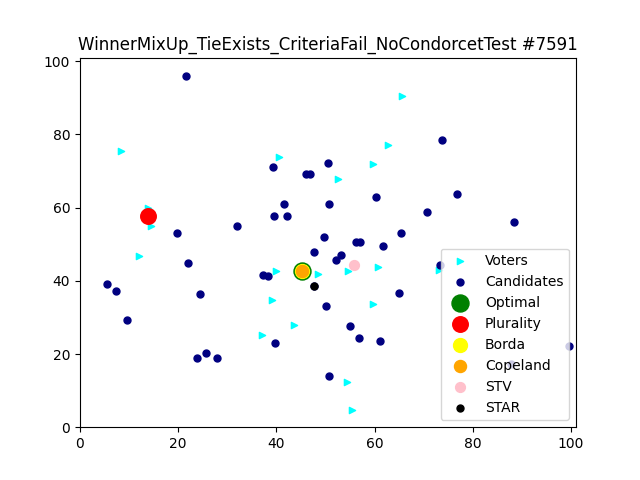 WinnerMixUp_TieExists_CriteriaFail_NoCondorcetTest #7591
100
80
60
40
20
0
0 20 40 60 80 100
Voters
Candidates
Optimal
Plurality
Borda
Copeland
STV
STAR